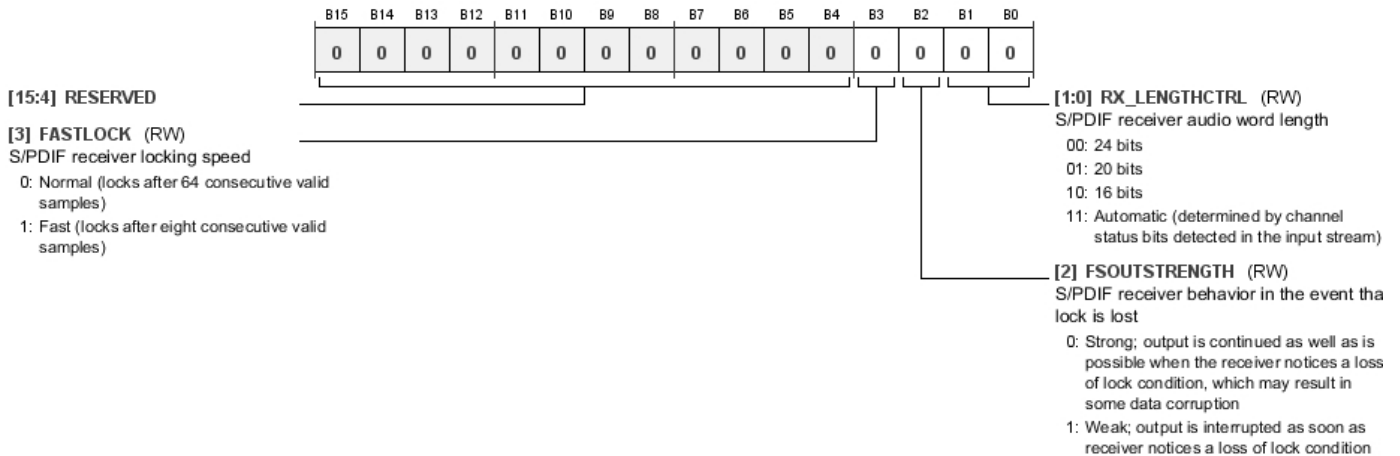 B15 B14 B13 B12 B11 B10 B9 B8 B7 B6 B5 B4 B3 B2 B1 B0
0 0 0 0 0 0 0 0 0 0 0 0 0 0 0 0
[15:4] RESERVED
[3] FASTLOCK (RW)
S/PDIF receiver locking speed
0: Normal (locks after 64 consecutive valid
samples)
1: Fast (locks after eight consecutive valid
samples)
[1:0] RX_LENGTHCTRL (RW)
S/PDIF receiver audio word length
00: 24 bits
01: 20 bits
10: 16 bits
11: Automatic (determined by channel
status bits detected in the input stream)
[2] FSOUTSTRENGTH (RW)
S/PDIF receiver behavior in the event tha
lock is lost
0: Strong; output is continued as well as is
possible when the receiver notices a loss
of lock condition, which may result in
some data corruption
1: Weak; output is interrupted as soon as
receiver notices a loss of lock condition